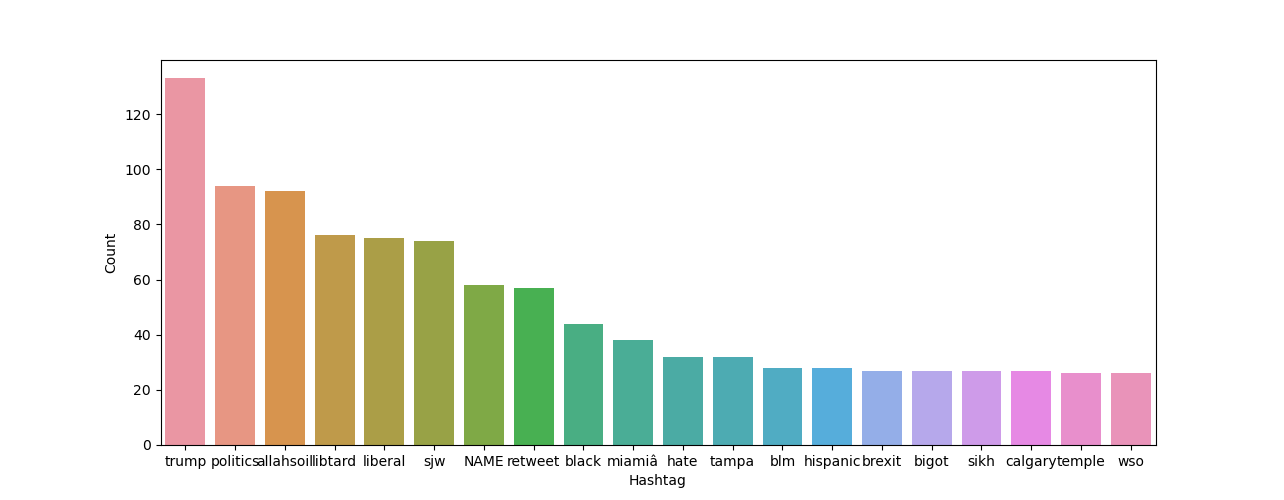 120
100
80
60
40
20
0
Count
trump politics allahsoil libtard liberal sjw NAME retweet black miamiâ hate tampa blm hispanic brexit bigot sikh calgary temple wso
Hashtag